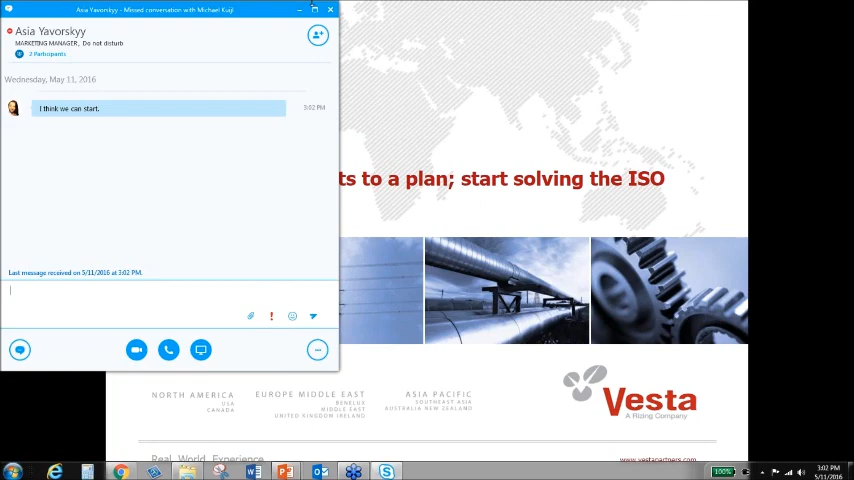 Asia Yavorskyy - Missed conversation with Michael Kuiji
Asia Yavorskyy
MARKETING MANAGER, Do not disturb
2 Participants
Wednesday, May 11, 2016
I think we can start.
3:02 PM
Last message received on 5/11/2016 at 3:02 PM.
ts to a plan; start solving the ISO
NORTH AMERICA
USA
CANADA
EUROPE MIDDLE EAST
BENELUX
MIDDLE EAST
UNITED KINGDOM IRELAND
ASIA PACIFIC
SOUTHEAST ASIA
AUSTRALIA NEW ZEALAND
Vesta
A Rizing Company
Real. World. Experience.
www.vestapartners.com
100%
3:02 PM
5/11/2016